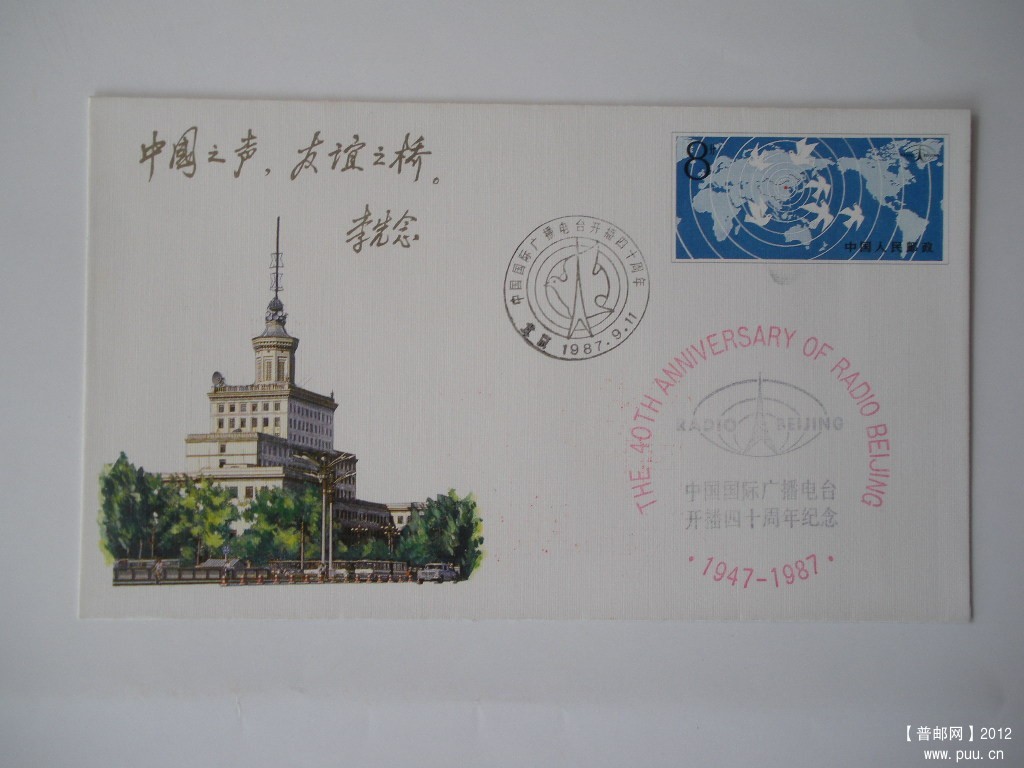 中国之声，友谊之桥。
李先念
8分
中国人民邮政
中国国际广播电台开播四十周年
1987.9.11
THE 40TH ANNIVERSARY OF RADIO BEIJING
RADIO BEIJING
中国国际广播电台
开播四十周年纪念
·1947-1987·
【普邮网】2012
www.puu.cn